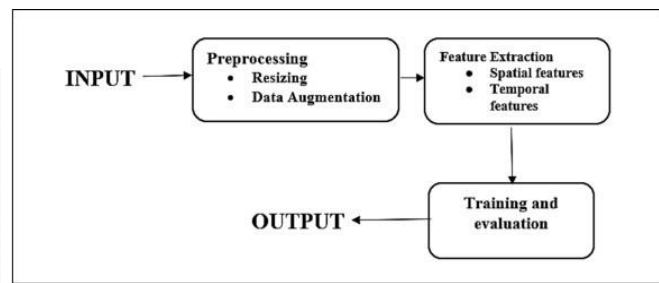 INPUT
Preprocessing
• Resizing
• Data Augmentation
Feature Extraction
• Spatial features
• Temporal
features
Training and
evaluation
OUTPUT